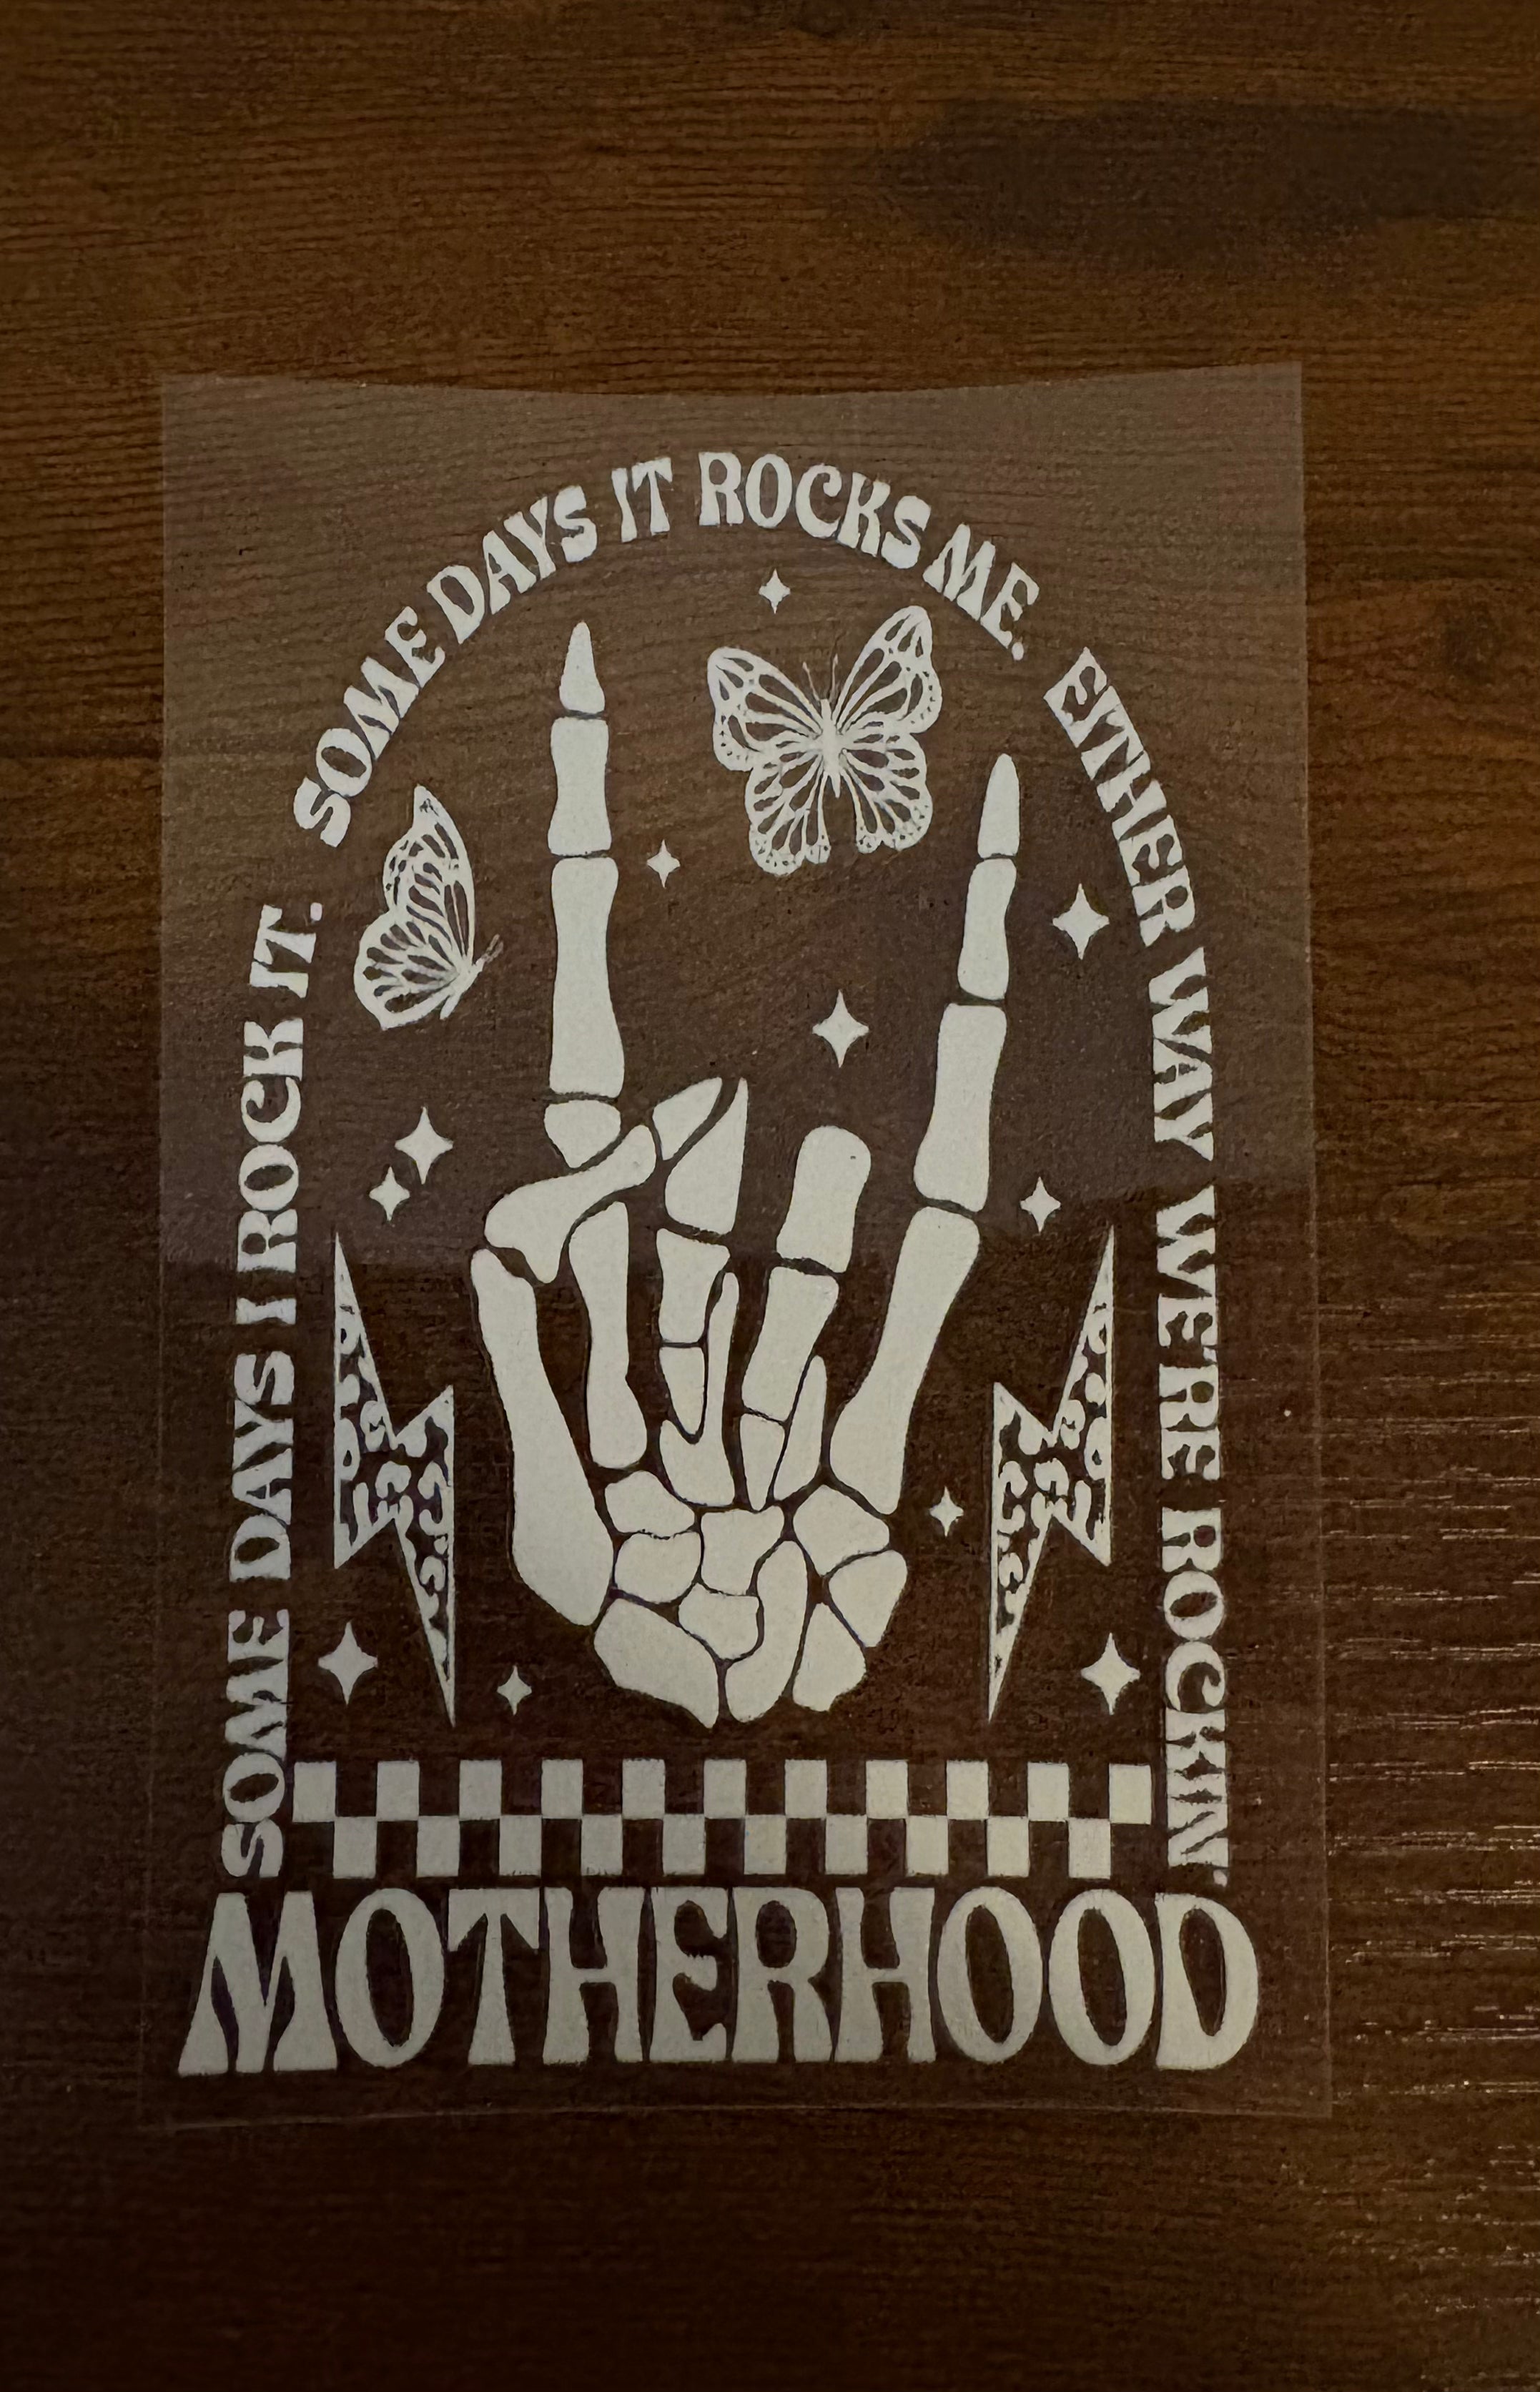 SOME DAYS I ROCK IT. SOME DAYS IT ROCKS ME. EITHER WAY WE'RE ROCKIN'
MOTHERHOOD